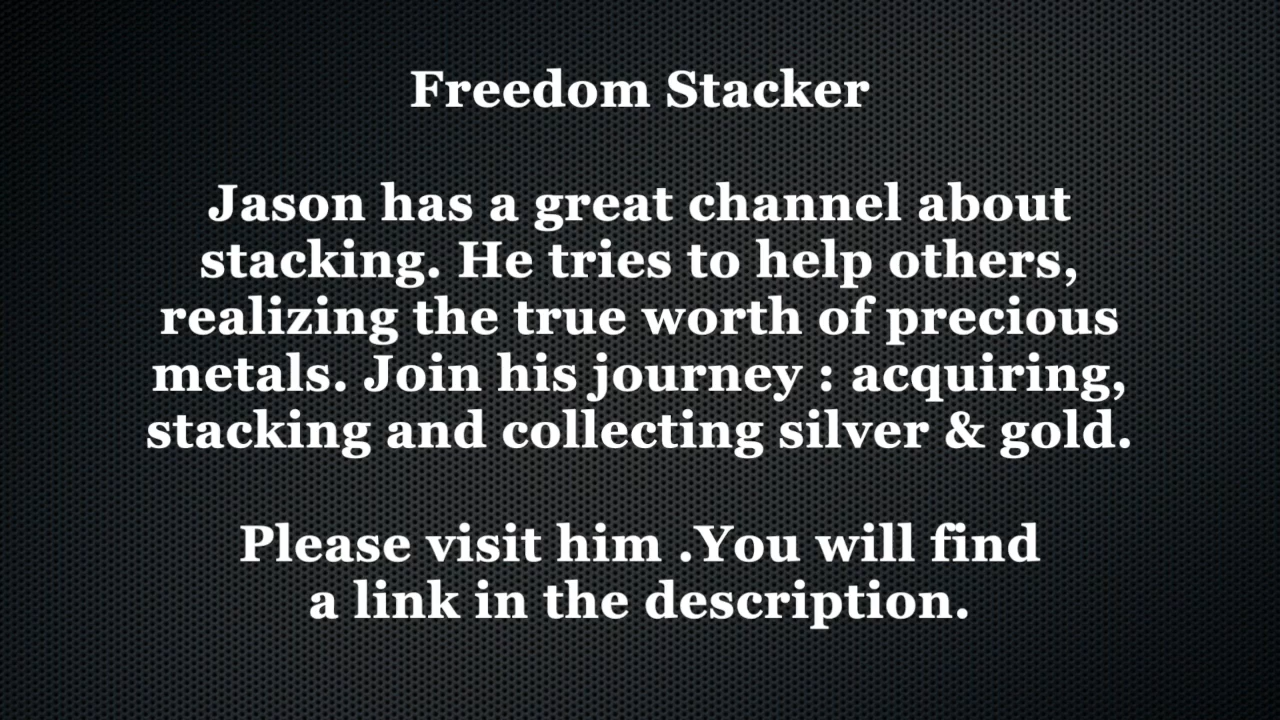 Freedom Stacker
Jason has a great channel about
stacking. He tries to help others,
realizing the true worth of precious
metals. Join his journey : acquiring,
stacking and collecting silver & gold.
Please visit him .You will find
a link in the description.